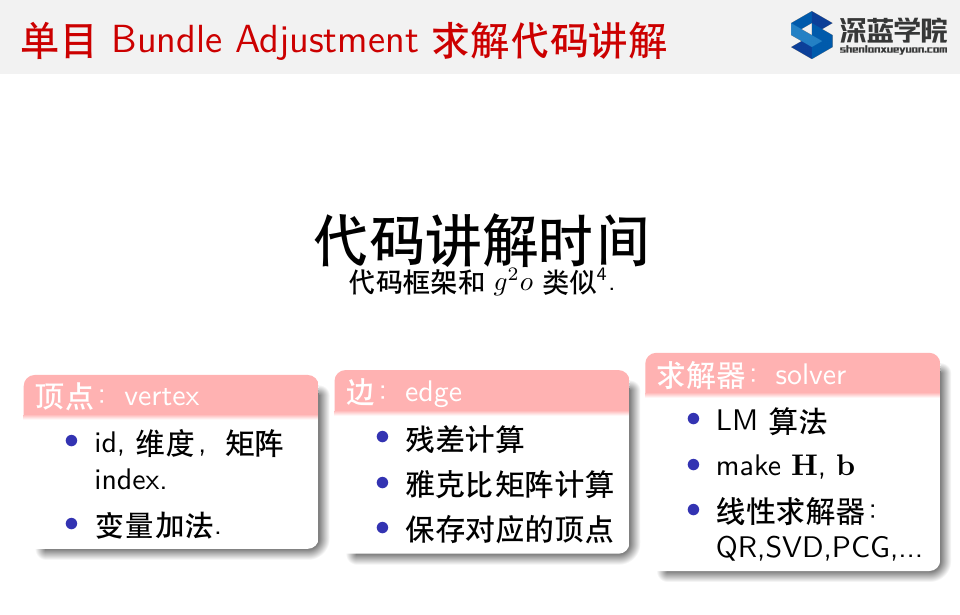 单目 Bundle Adjustment 求解代码讲解
深蓝学院
shenlanxueyuan.com
代码讲解时间
代码框架和 g²o 类似⁴.
顶点：vertex
id, 维度，矩阵
index.
变量加法.
边：edge
残差计算
雅克比矩阵计算
保存对应的顶点
求解器：solver
LM 算法
make H, b
线性求解器：
QR,SVD,PCG,...